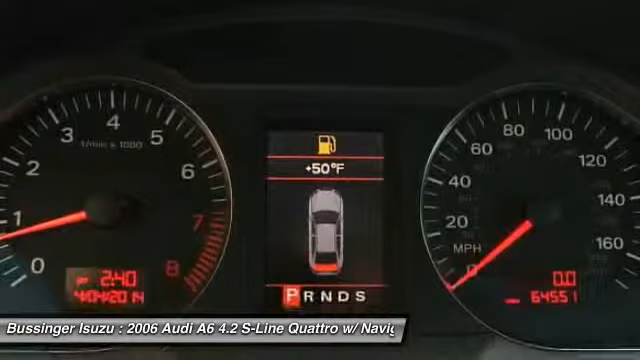 0 1 2 3 4 5 6 7 8
1/min x 1000
2:40
4/04/2014
+50°F
P R N D S
0 20 40 60 80 100 120 140 160
MPH
0.0
64551
Bussinger Isuzu : 2006 Audi A6 4.2 S-Line Quattro w/ Navig